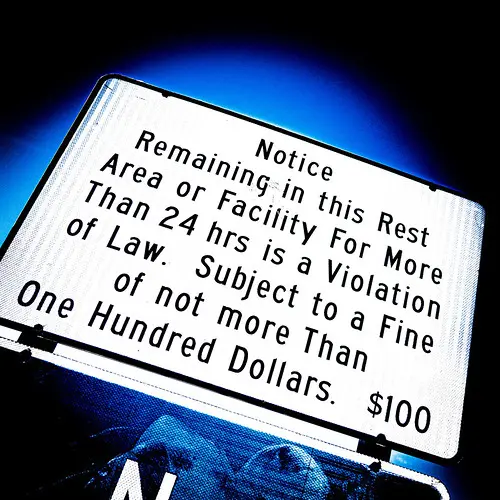 Notice
Remaining in this Rest
Area or Facility For More
Than 24 hrs is a Violation
of Law. Subject to a Fine
of not more Than
One Hundred Dollars. $100
N